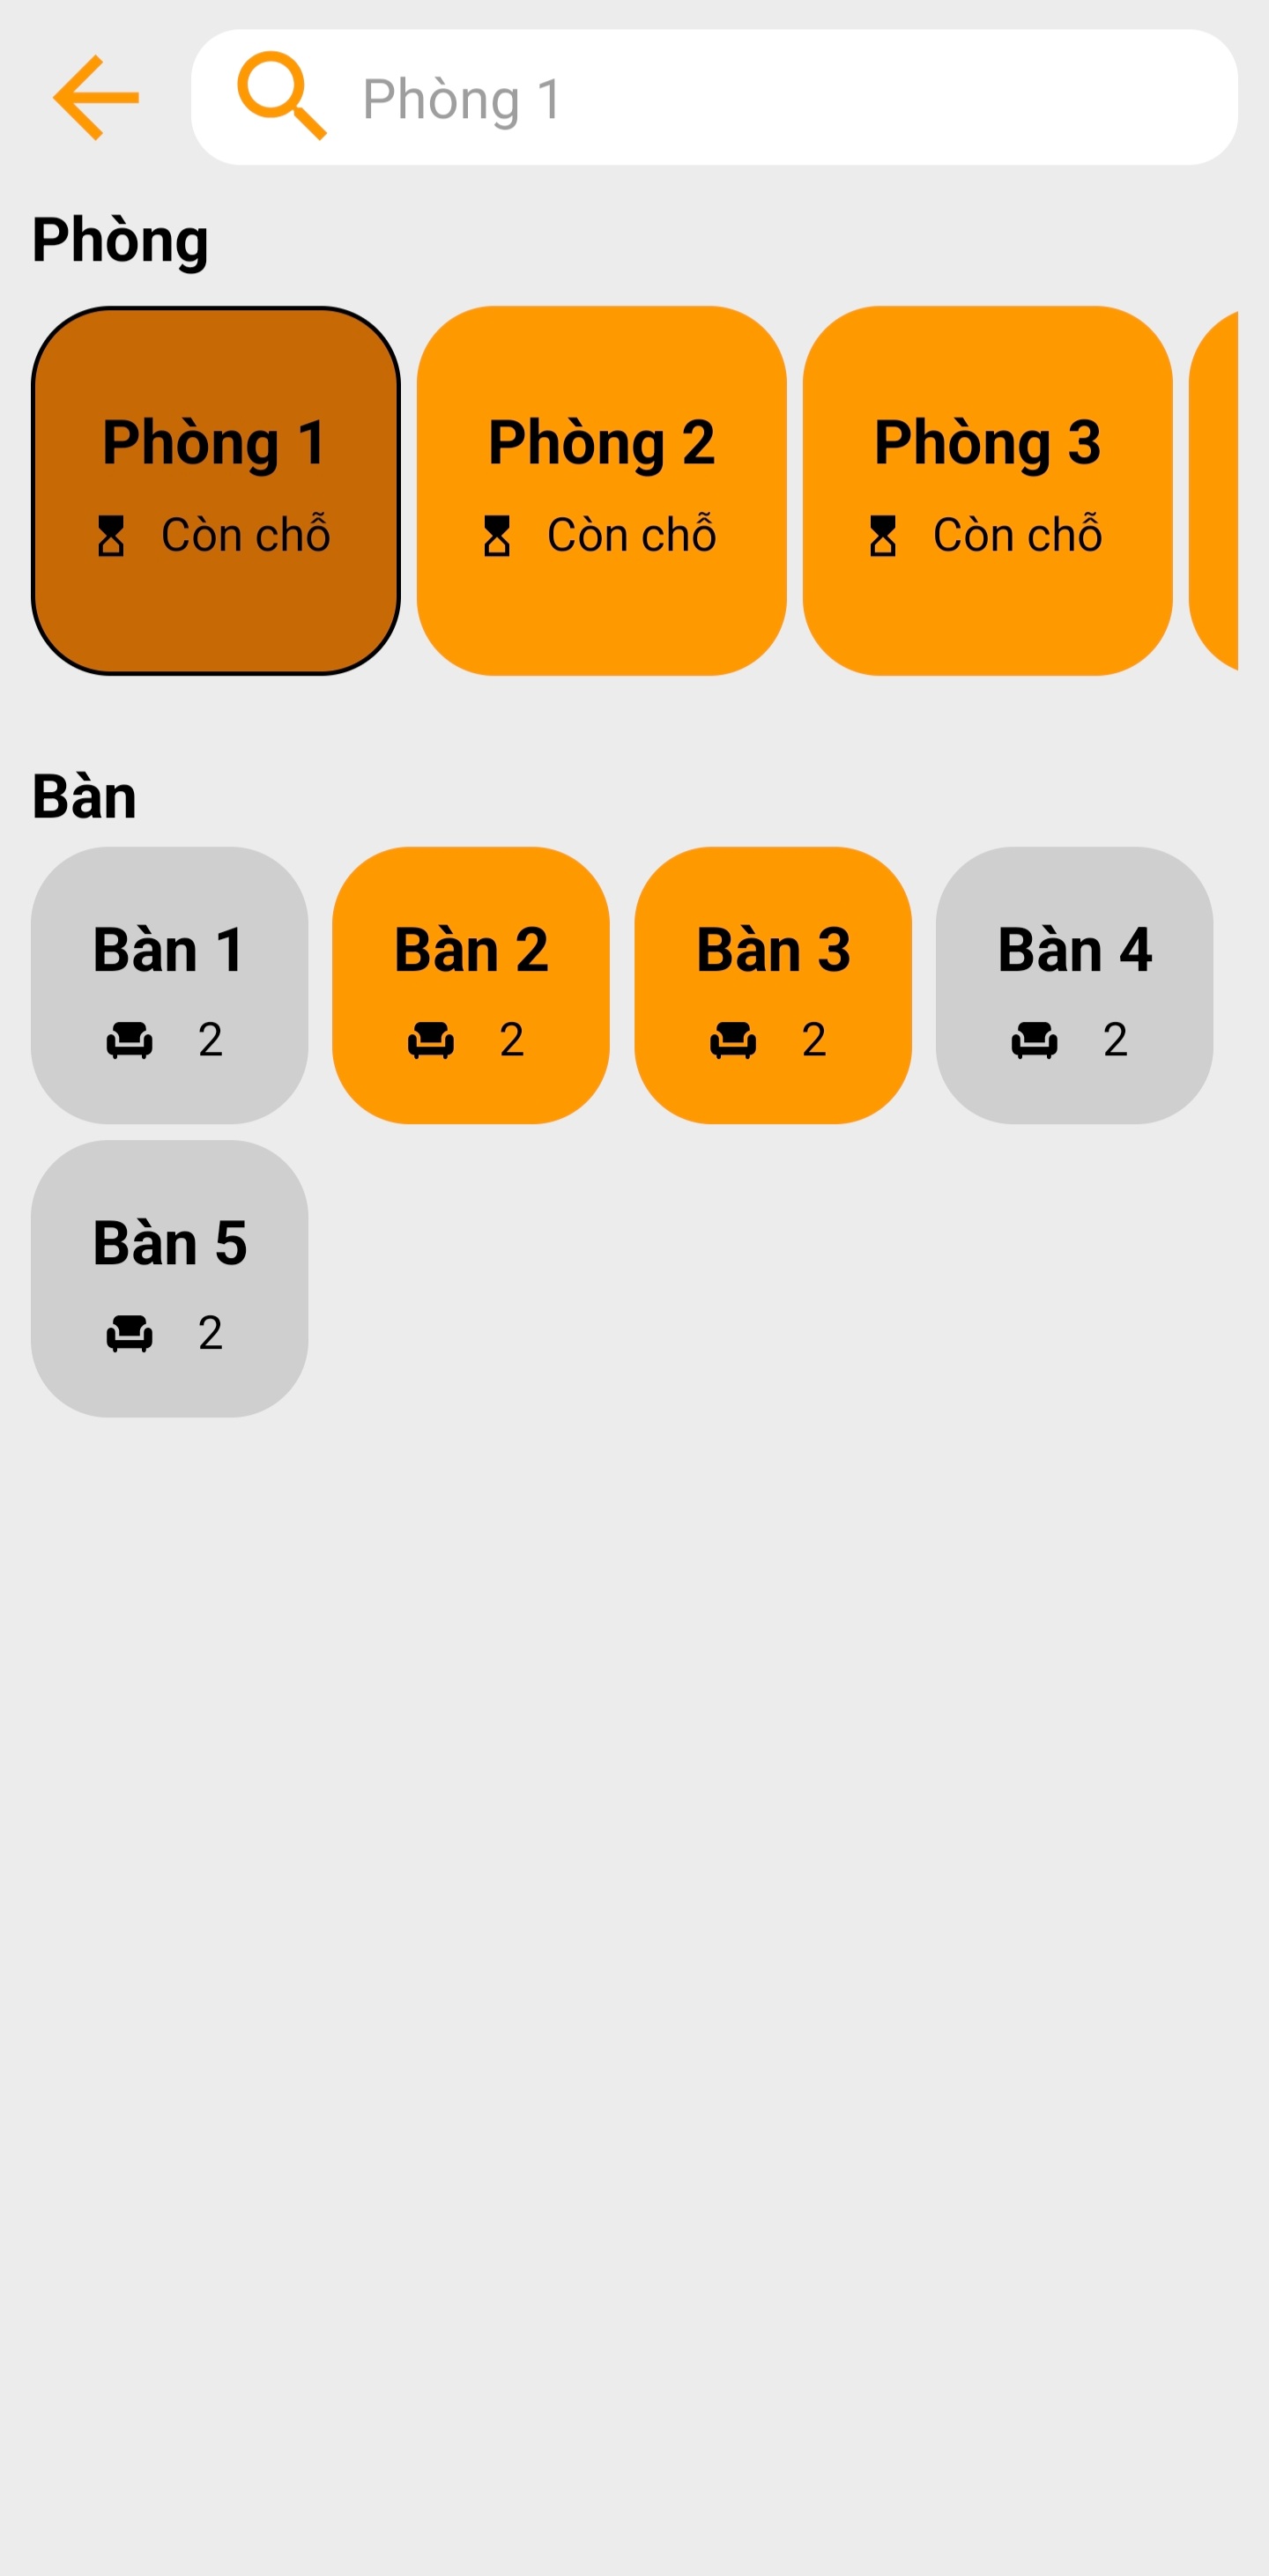 Phòng 1
Phòng
Phòng 1
Còn chỗ
Phòng 2
Còn chỗ
Phòng 3
Còn chỗ
Bàn
Bàn 1
2
Bàn 2
2
Bàn 3
2
Bàn 4
2
Bàn 5
2